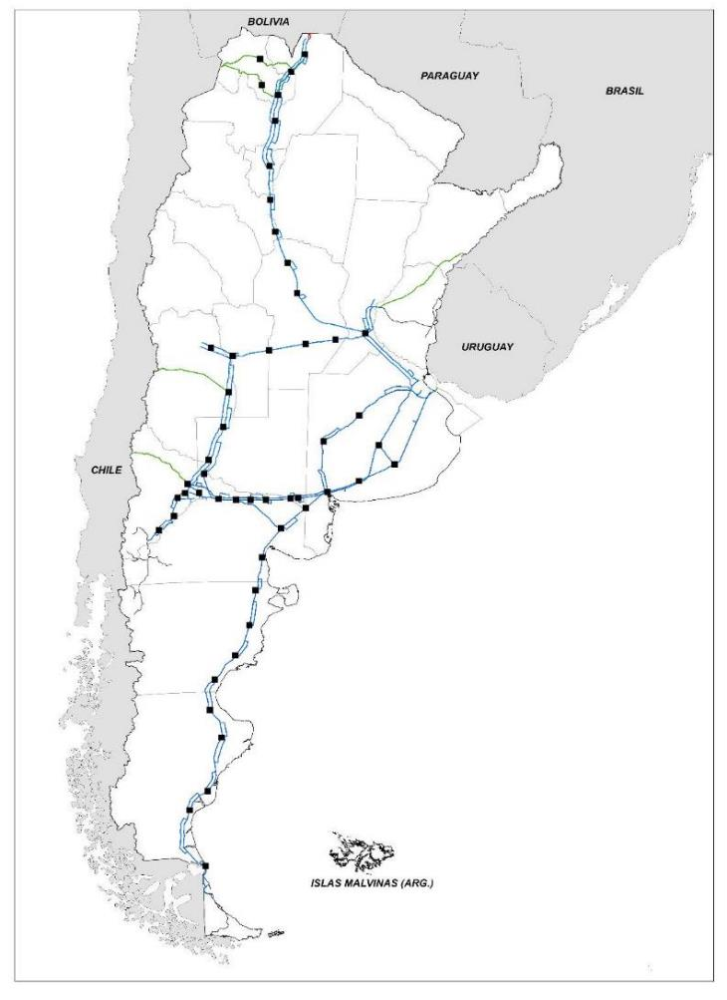 BOLIVIA
PARAGUAY
BRASIL
URUGUAY
CHILE
ISLAS MALVINAS (ARG.)